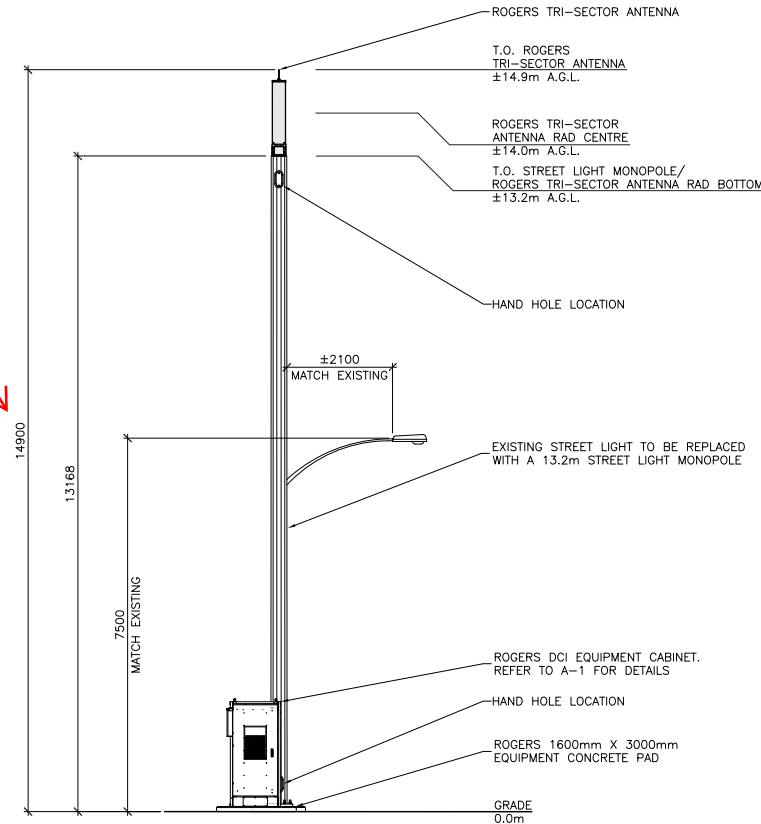 ROGERS TRI-SECTOR ANTENNA
T.O. ROGERS
TRI-SECTOR ANTENNA
±14.9m A.G.L.
ROGERS TRI-SECTOR
ANTENNA RAD CENTRE
±14.0m A.G.L.
T.O. STREET LIGHT MONOPOLE/
ROGERS TRI-SECTOR ANTENNA RAD BOTTOM
±13.2m A.G.L.
HAND HOLE LOCATION
±2100
MATCH EXISTING
14900
13168
7500
MATCH EXISTING
EXISTING STREET LIGHT TO BE REPLACED
WITH A 13.2m STREET LIGHT MONOPOLE
ROGERS DCI EQUIPMENT CABINET.
REFER TO A-1 FOR DETAILS
HAND HOLE LOCATION
ROGERS 1600mm X 3000mm
EQUIPMENT CONCRETE PAD
GRADE
0.0m